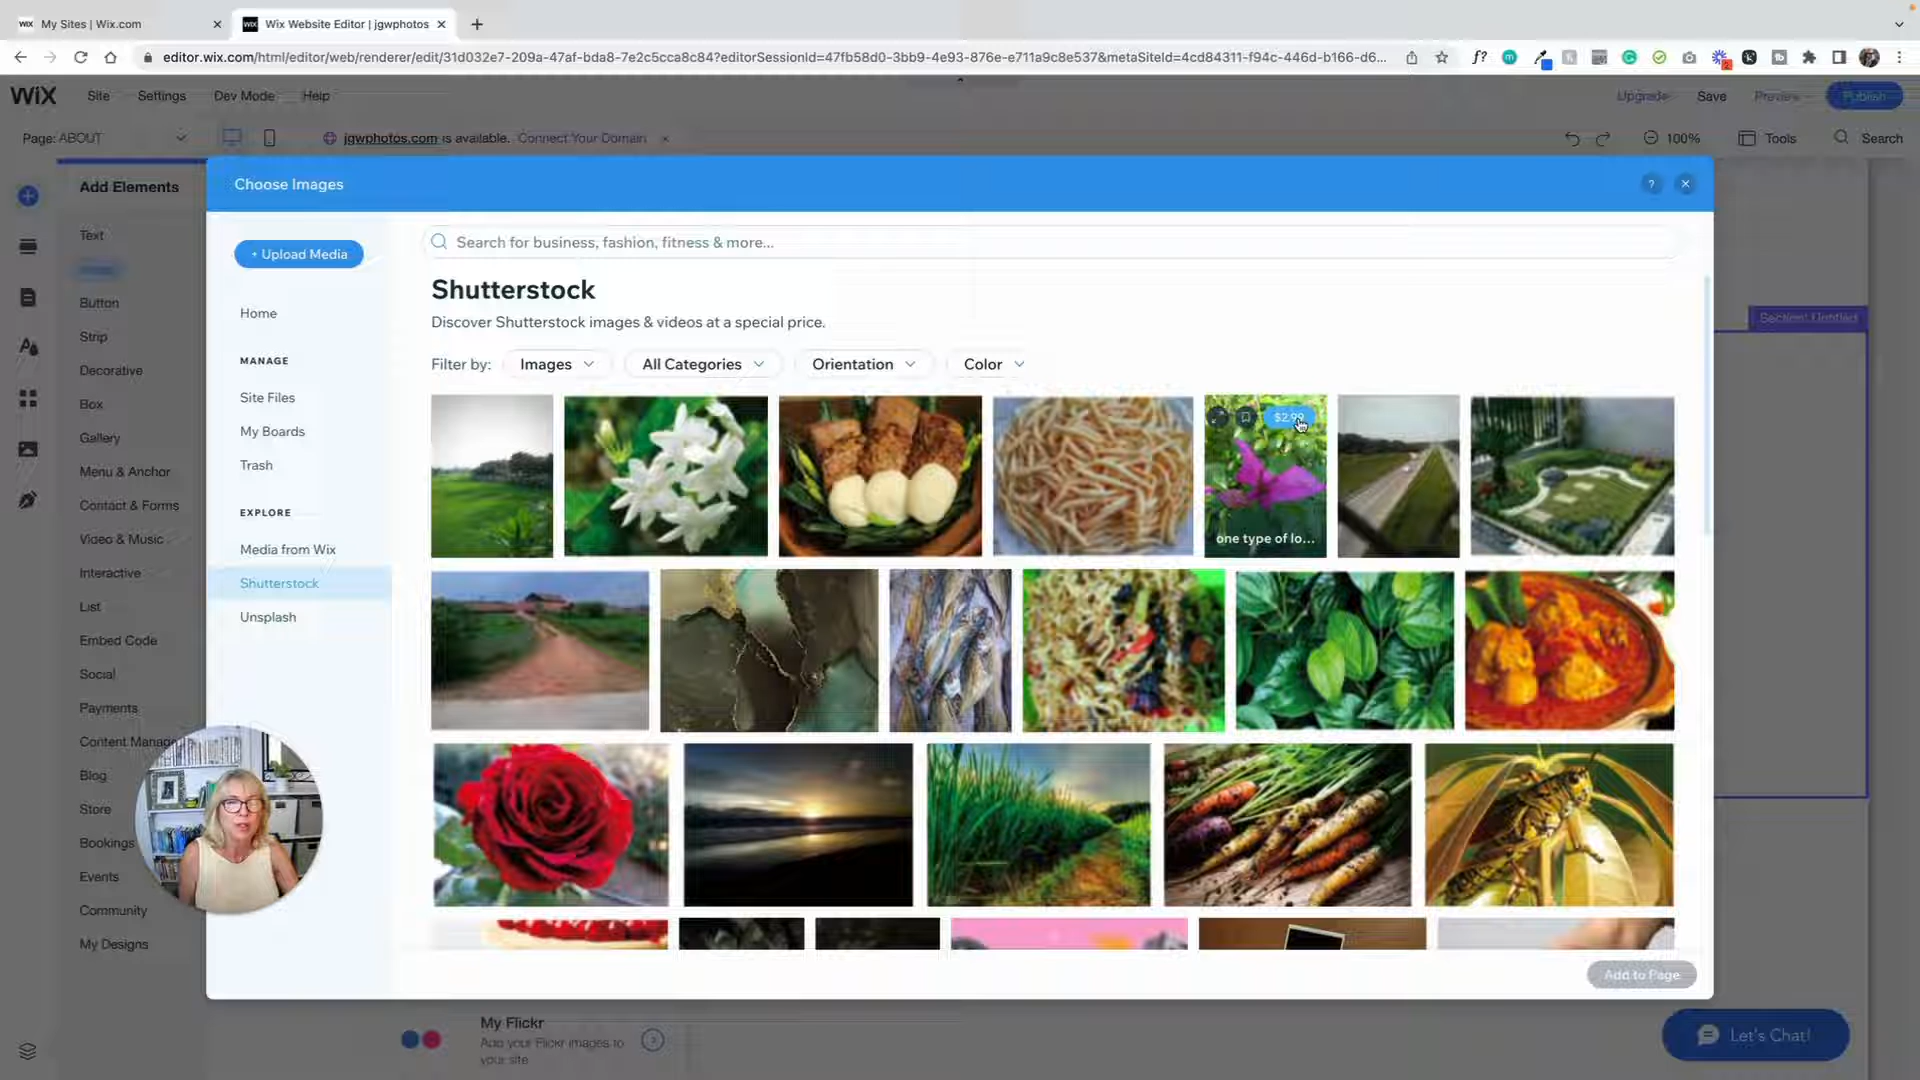 My Sites | Wix.com
Wix Website Editor | jgwphotos
editor.wix.com/html/editor/web/renderer/edit/31d032e7-209a-47af-bda8-7e2c5cca8c84?editorSessionId=47fb58d0-3bb9-4e93-876e-e711a9c8e537&metaSiteId=4cd84311-f94c-446d-b166-d6...
WiX Site Settings Dev Mode Help Upgrade Save Preview Publish
Page: ABOUT jgwphotos.com is available. Connect Your Domain 100% Tools Search
Add Elements
Text
Button
Strip
Decorative
Box
Gallery
Menu & Anchor
Contact & Forms
Video & Music
Interactive
List
Embed Code
Social
Payments
Content Manag
Blog
Store
Bookings
Events
Community
My Designs
Choose Images ?
+ Upload Media
Home
MANAGE
Site Files
My Boards
Trash
EXPLORE
Media from Wix
Shutterstock
Unsplash
Search for business, fashion, fitness & more...
Shutterstock
Discover Shutterstock images & videos at a special price.
Filter by: Images All Categories Orientation Color
$2.99
one type of lo...
Add to Page
Section: Untitled
My Flickr
Add your Flickr images to
your site
Let's Chat!